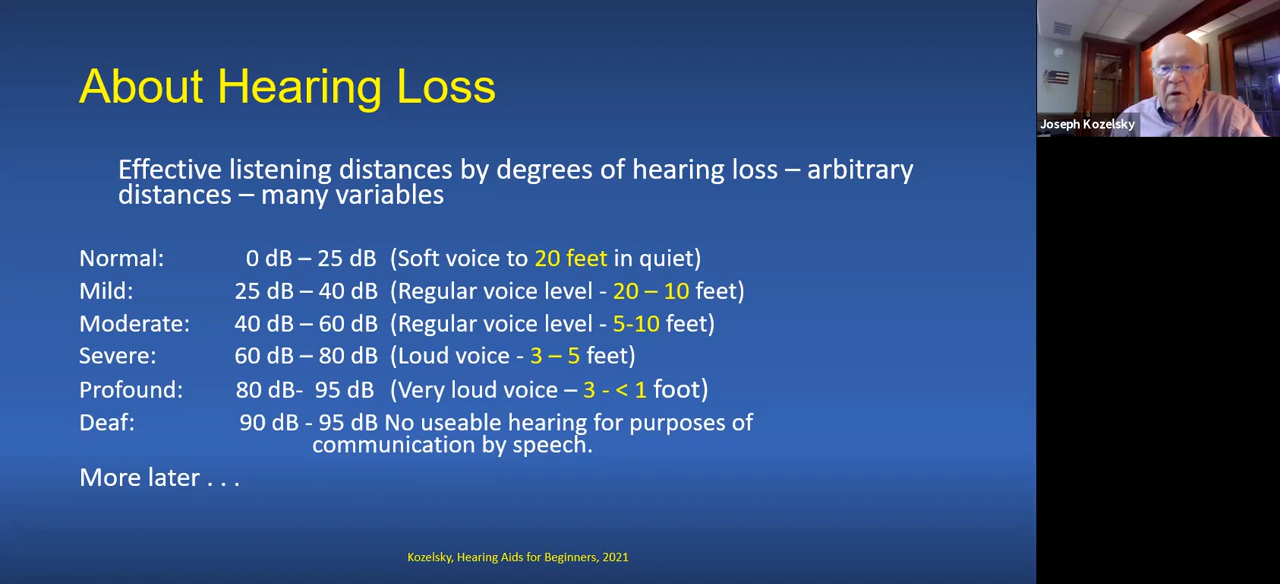 About Hearing Loss
Joseph Kozelsky
Effective listening distances by degrees of hearing loss – arbitrary
distances – many variables
Normal: 0 dB – 25 dB (Soft voice to 20 feet in quiet)
Mild: 25 dB – 40 dB (Regular voice level - 20 – 10 feet)
Moderate: 40 dB – 60 dB (Regular voice level - 5-10 feet)
Severe: 60 dB – 80 dB (Loud voice - 3 – 5 feet)
Profound: 80 dB- 95 dB (Very loud voice – 3 - < 1 foot)
Deaf: 90 dB - 95 dB No useable hearing for purposes of
communication by speech.
More later . . .
Kozelsky, Hearing Aids for Beginners, 2021